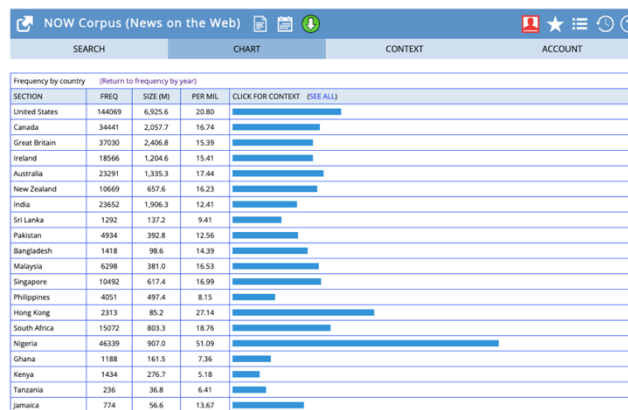 NOW Corpus (News on the Web)
SEARCH CHART CONTEXT ACCOUNT
Frequency by country (Return to frequency by year)
SECTION FREQ SIZE (M) PER MIL CLICK FOR CONTEXT (SEE ALL)
United States 144069 6,925.6 20.80
Canada 34441 2,057.7 16.74
Great Britain 37030 2,406.8 15.39
Ireland 18566 1,204.6 15.41
Australia 23291 1,335.3 17.44
New Zealand 10669 657.6 16.23
India 23652 1,906.3 12.41
Sri Lanka 1292 137.2 9.41
Pakistan 4934 392.8 12.56
Bangladesh 1418 98.6 14.39
Malaysia 6298 381.0 16.53
Singapore 10492 617.4 16.99
Philippines 4051 497.4 8.15
Hong Kong 2313 85.2 27.14
South Africa 15072 803.3 18.76
Nigeria 46339 907.0 51.09
Ghana 1188 161.5 7.36
Kenya 1434 276.7 5.18
Tanzania 236 36.8 6.41
Jamaica 774 56.6 13.67